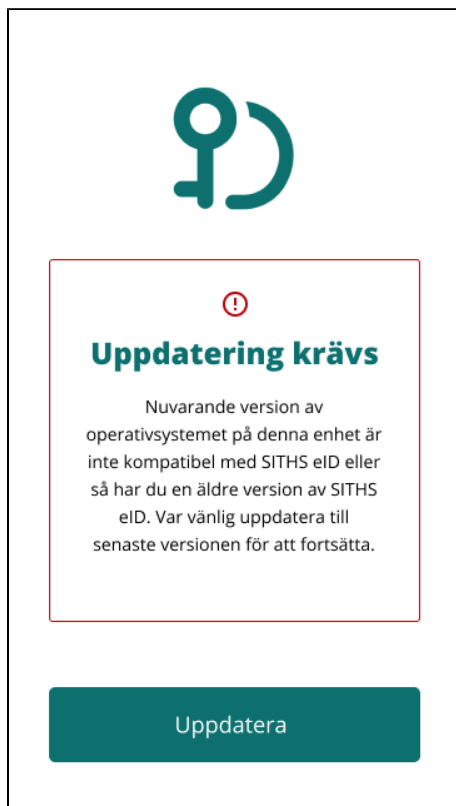 Uppdatering krävs
Nuvarande version av
operativsystemet på denna enhet är
inte kompatibel med SITHS eID eller
så har du en äldre version av SITHS
eID. Var vänlig uppdatera till
senaste versionen för att fortsätta.
Uppdatera